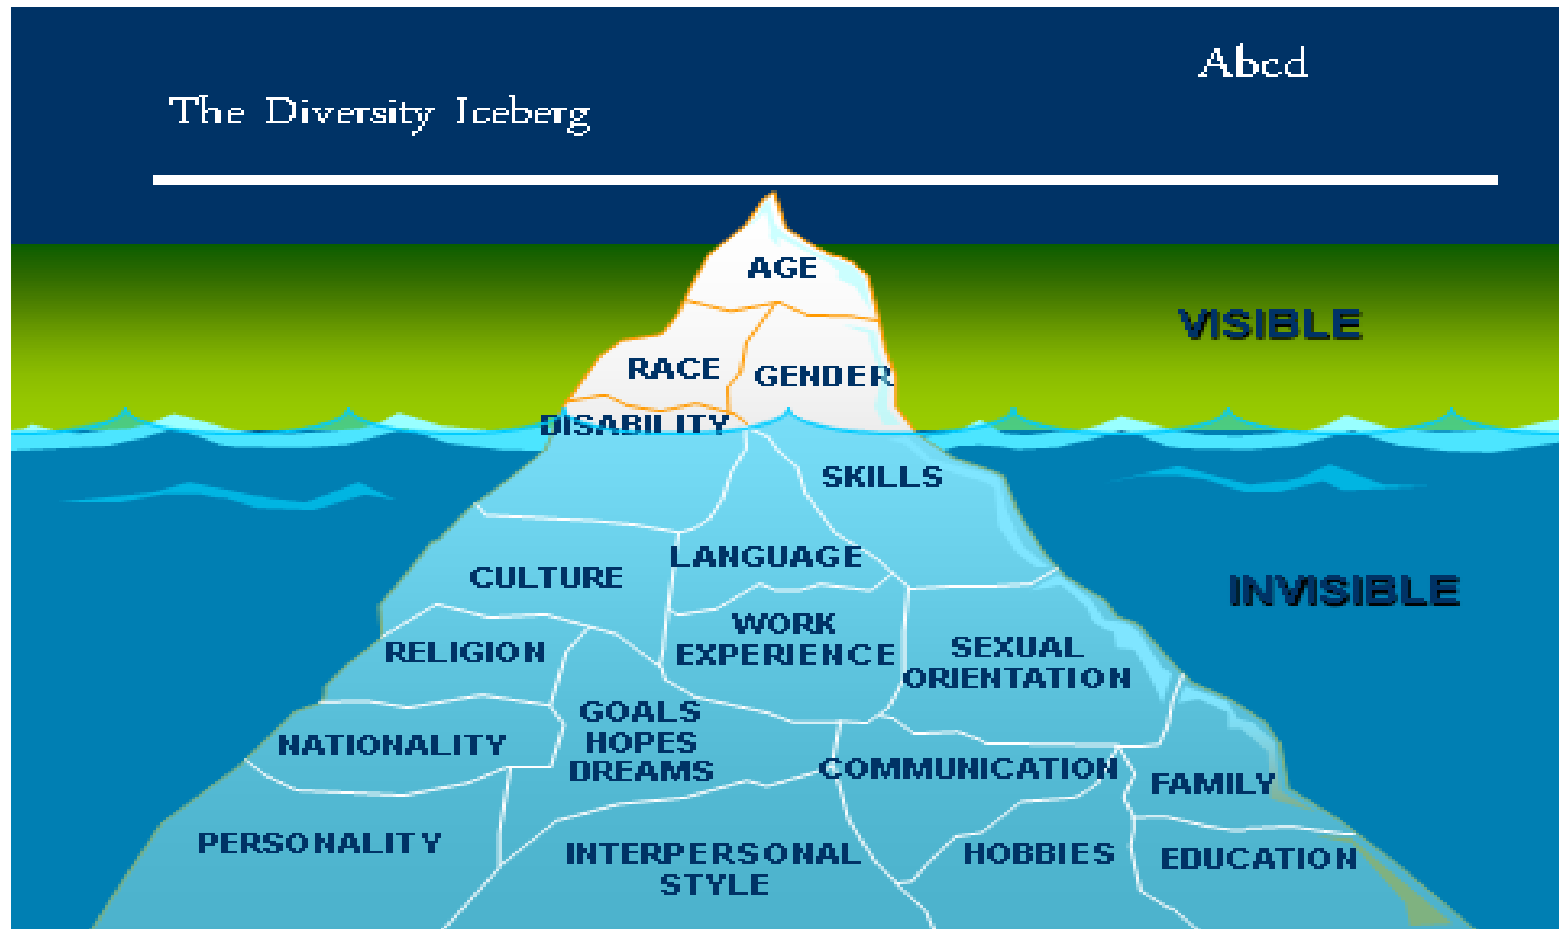 Abcd
The Diversity Iceberg
AGE
VISIBLE
RACE
GENDER
DISABILITY
SKILLS
LANGUAGE
CULTURE
INVISIBLE
WORK
EXPERIENCE
RELIGION
SEXUAL
ORIENTATION
GOALS
HOPES
DREAMS
NATIONALITY
COMMUNICATION
FAMILY
PERSONALITY
INTERPERSONAL
STYLE
HOBBIES
EDUCATION